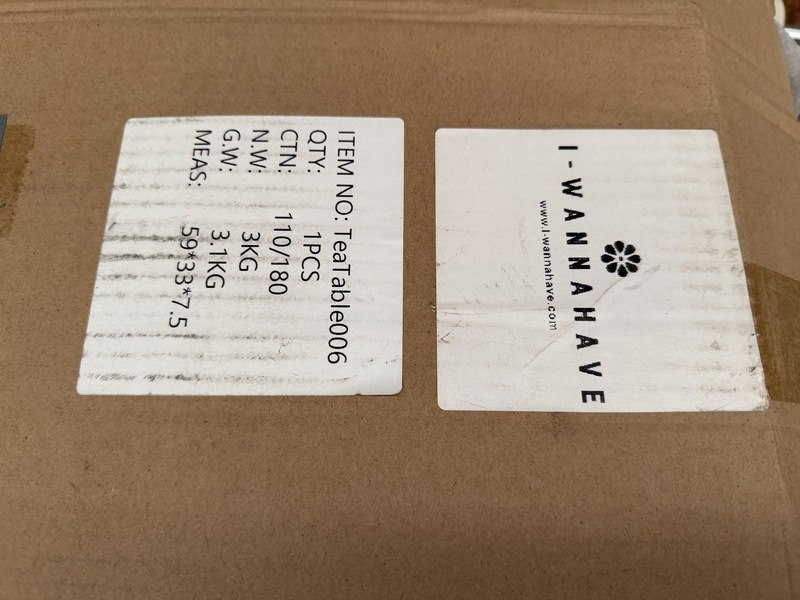 ITEM NO: TeaTable006
QTY: 1PCS
CTN: 110/180
N.W: 3KG
G.W: 3.1KG
MEAS: 59*33*7.5
I-WANNAHAVE
www.I-wannahave.com